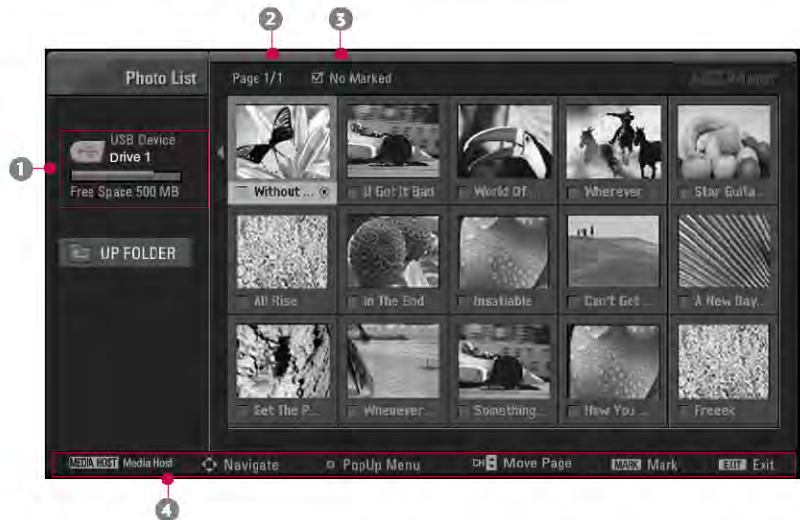 2 3
Photo List
Page 1/1 No Marked
1
USB Device
Drive 1
Free Space 500 MB
UP FOLDER
Without ... U Got It Bad World Of ... Wherever Star Guita...
All Rise In The End Insatiable Can't Get ... A New Day...
Get The P... Whenever... Something... How You ... Freeek
MEDIA HOST Media Host Navigate PopUp Menu CH Move Page MARK Mark EXIT Exit
4